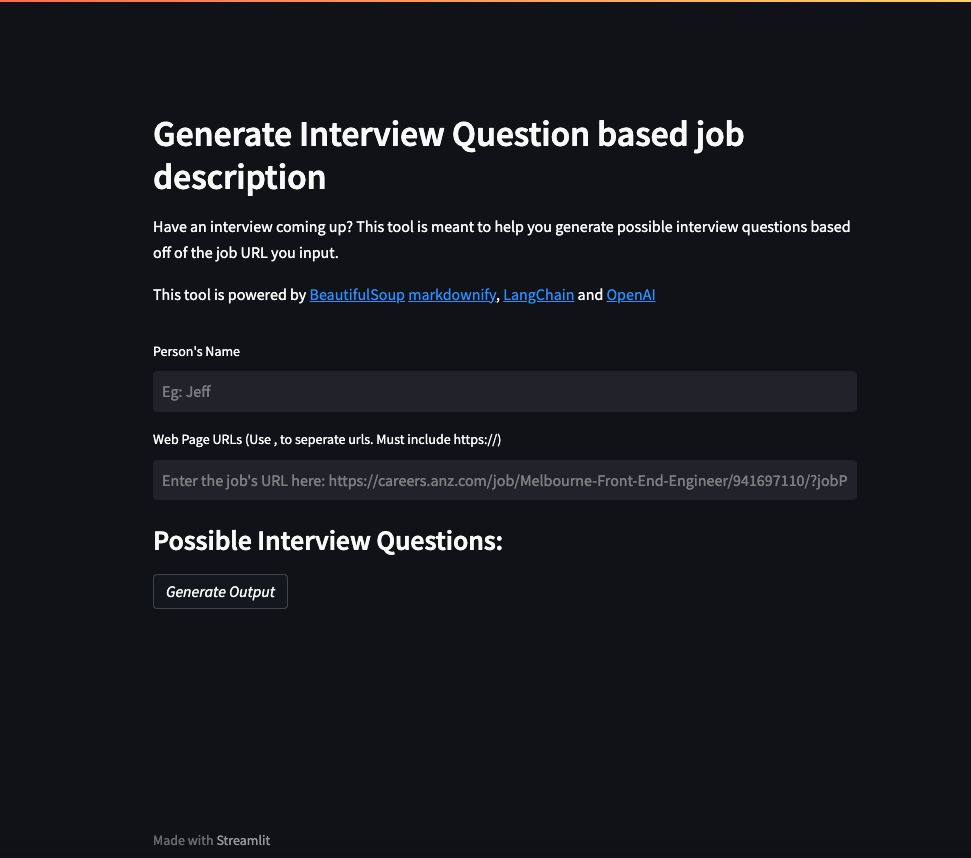 Generate Interview Question based job
description
Have an interview coming up? This tool is meant to help you generate possible interview questions based
off of the job URL you input.
This tool is powered by BeautifulSoup markdownify, LangChain and OpenAI
Person's Name
Eg: Jeff
Web Page URLs (Use , to seperate urls. Must include https://)
Enter the job's URL here: https://careers.anz.com/job/Melbourne-Front-End-Engineer/941697110/?jobP
Possible Interview Questions:
Generate Output
Made with Streamlit